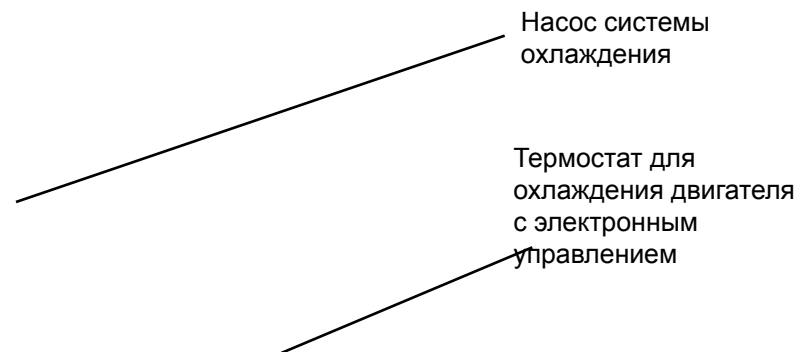 Насос системы
охлаждения
Термостат для
охлаждения двигателя
с электронным
управлением